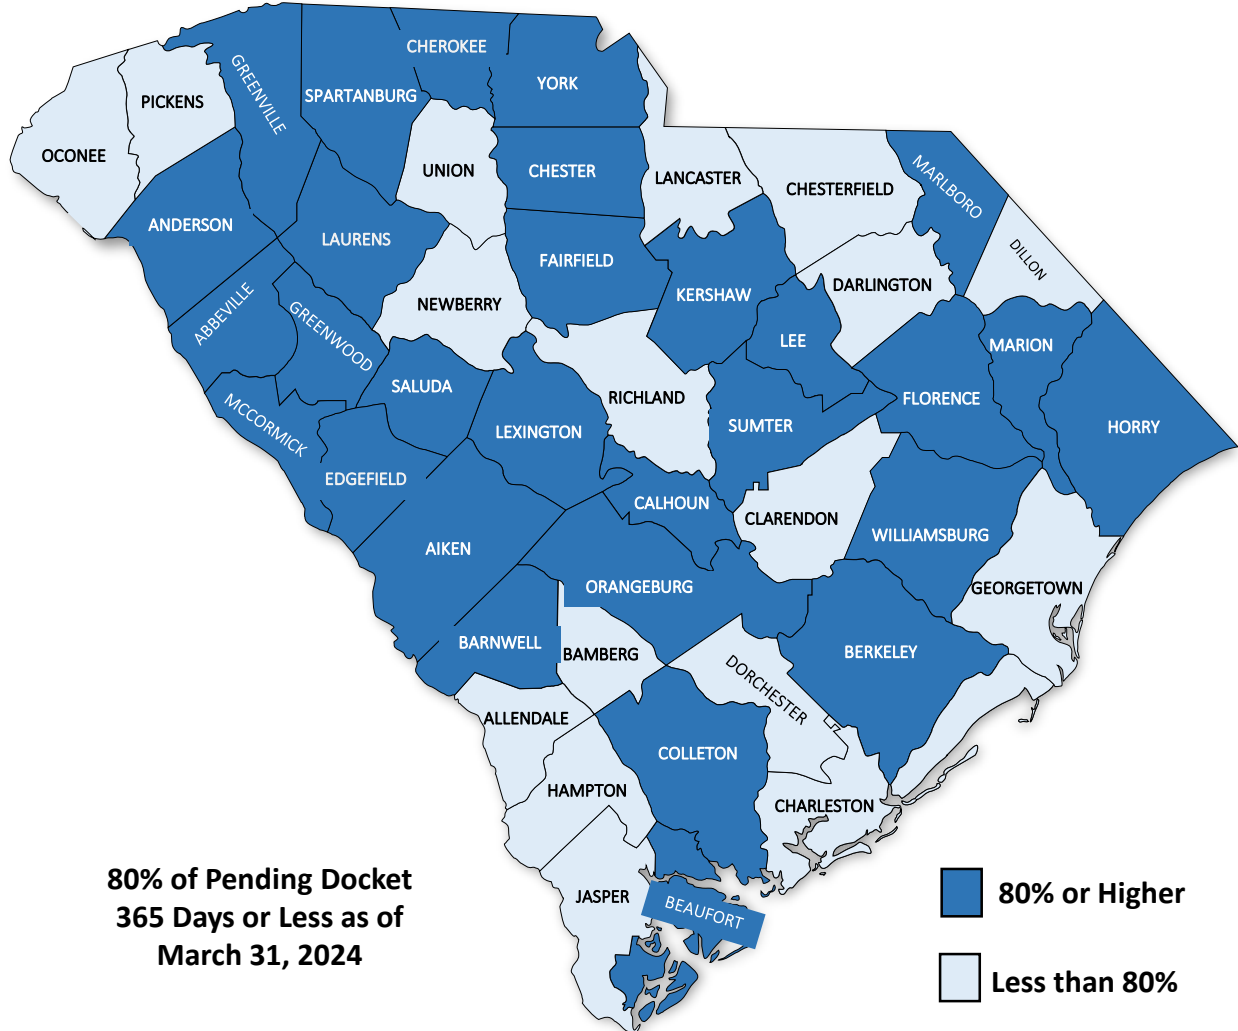 CHEROKEE
GREENVILLE
SPARTANBURG
YORK
PICKENS
OCONEE
UNION
CHESTER
LANCASTER
CHESTERFIELD
MARLBORO
ANDERSON
LAURENS
FAIRFIELD
DILLON
KERSHAW
DARLINGTON
NEWBERRY
ABBEVILLE
GREENWOOD
LEE
MARION
SALUDA
RICHLAND
FLORENCE
MCCORMICK
LEXINGTON
SUMTER
HORRY
EDGEFIELD
CALHOUN
CLARENDON
WILLIAMSBURG
AIKEN
ORANGEBURG
GEORGETOWN
BARNWELL
BAMBERG
BERKELEY
DORCHESTER
ALLENDALE
COLLETON
HAMPTON
CHARLESTON
JASPER
BEAUFORT
80% of Pending Docket
365 Days or Less as of
March 31, 2024
80% or Higher
Less than 80%